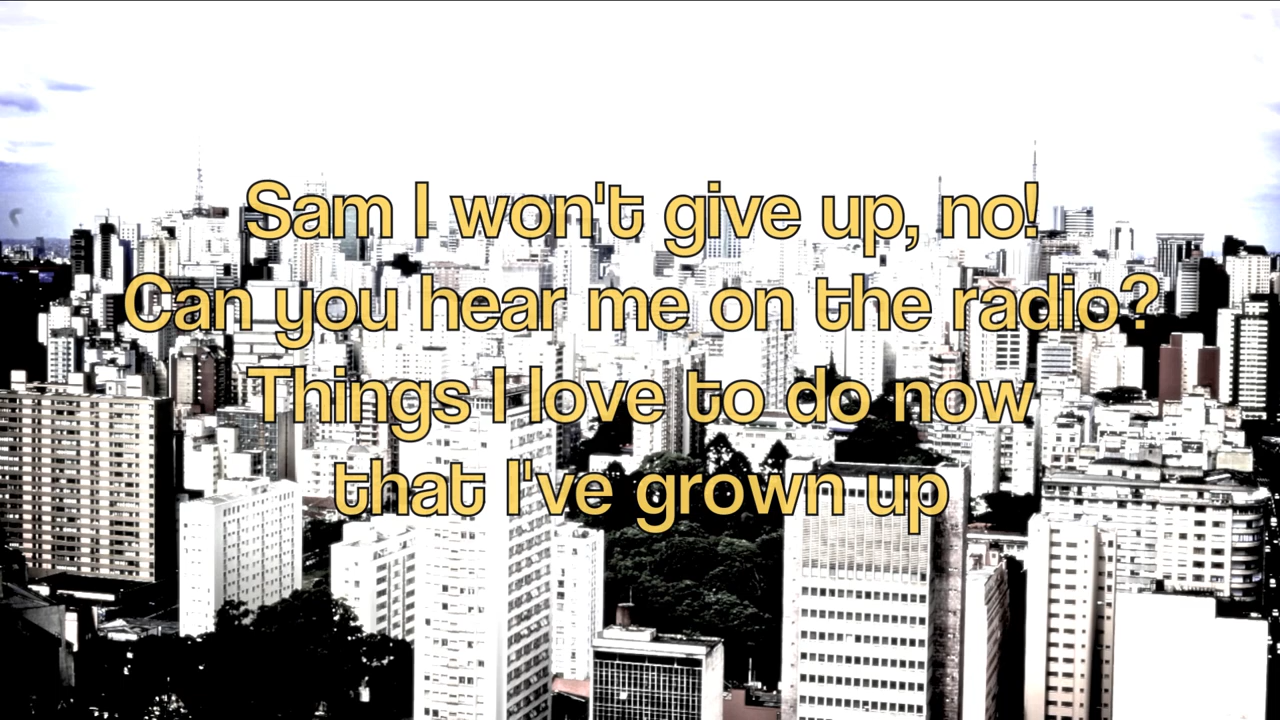 Sam I won't give up, no!
Can you hear me on the radio?
Things I love to do now
that I've grown up